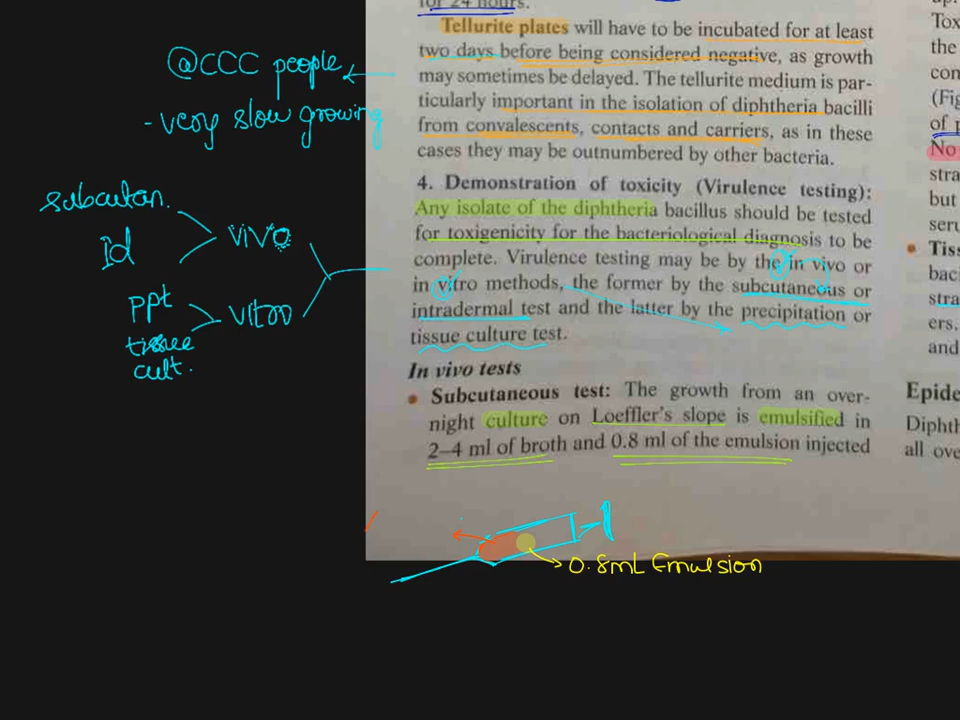 for 24 hours.
Tellurite plates will have to be incubated for at least
two days before being considered negative, as growth
may sometimes be delayed. The tellurite medium is par-
ticularly important in the isolation of diphtheria bacilli
from convalescents, contacts and carriers, as in these
cases they may be outnumbered by other bacteria.
4. Demonstration of toxicity (Virulence testing):
Any isolate of the diphtheria bacillus should be tested
for toxigenicity for the bacteriological diagnosis to be
complete. Virulence testing may be by the in vivo or
in vitro methods, the former by the subcutaneous or
intradermal test and the latter by the precipitation or
tissue culture test.
In vivo tests
• Subcutaneous test: The growth from an over-
night culture on Loeffler's slope is emulsified in
2–4 ml of broth and 0.8 ml of the emulsion injected
@CCC people
- very slow growing
subcutan.
Id
vivo
ppt
vitro
tissue
cult.
0.8mL Emulsion
Tox
the
con
(Fig
of p
No
stra
but
seru
• Tiss
baci
stra
ers.
and
Epide
Diphth
all ove